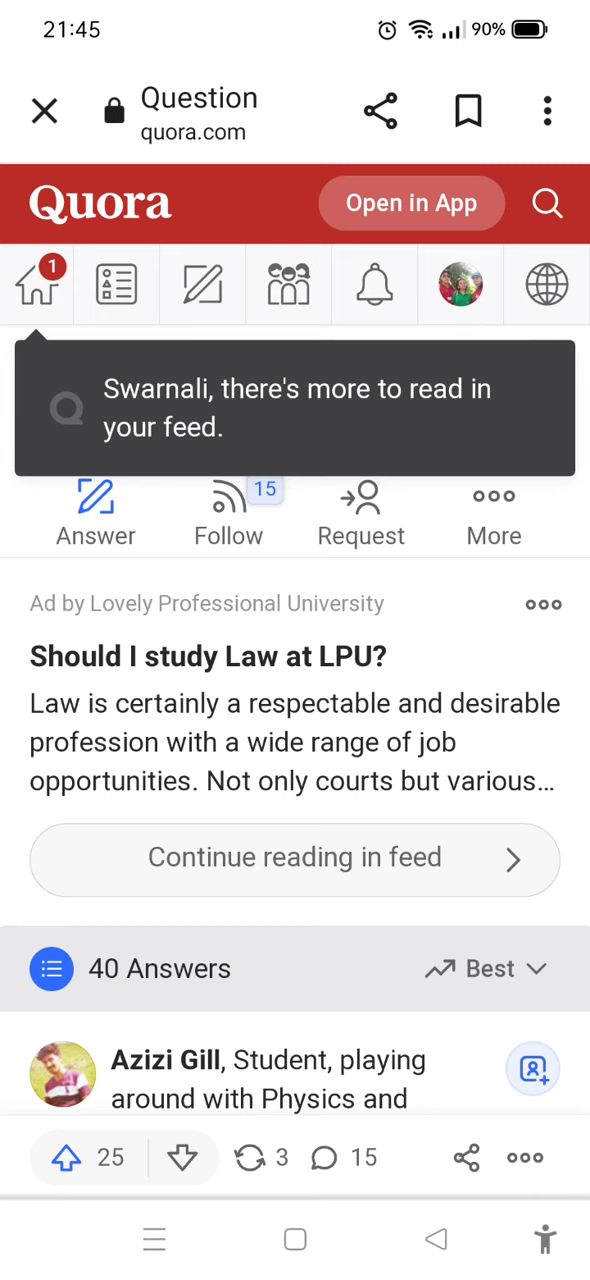 21:45
90%
Question
quora.com
Quora
Open in App
1
Swarnali, there's more to read in
your feed.
15
Answer
Follow
Request
More
Ad by Lovely Professional University
Should I study Law at LPU?
Law is certainly a respectable and desirable
profession with a wide range of job
opportunities. Not only courts but various...
Continue reading in feed
40 Answers
Best
Azizi Gill, Student, playing
around with Physics and
25
3
15